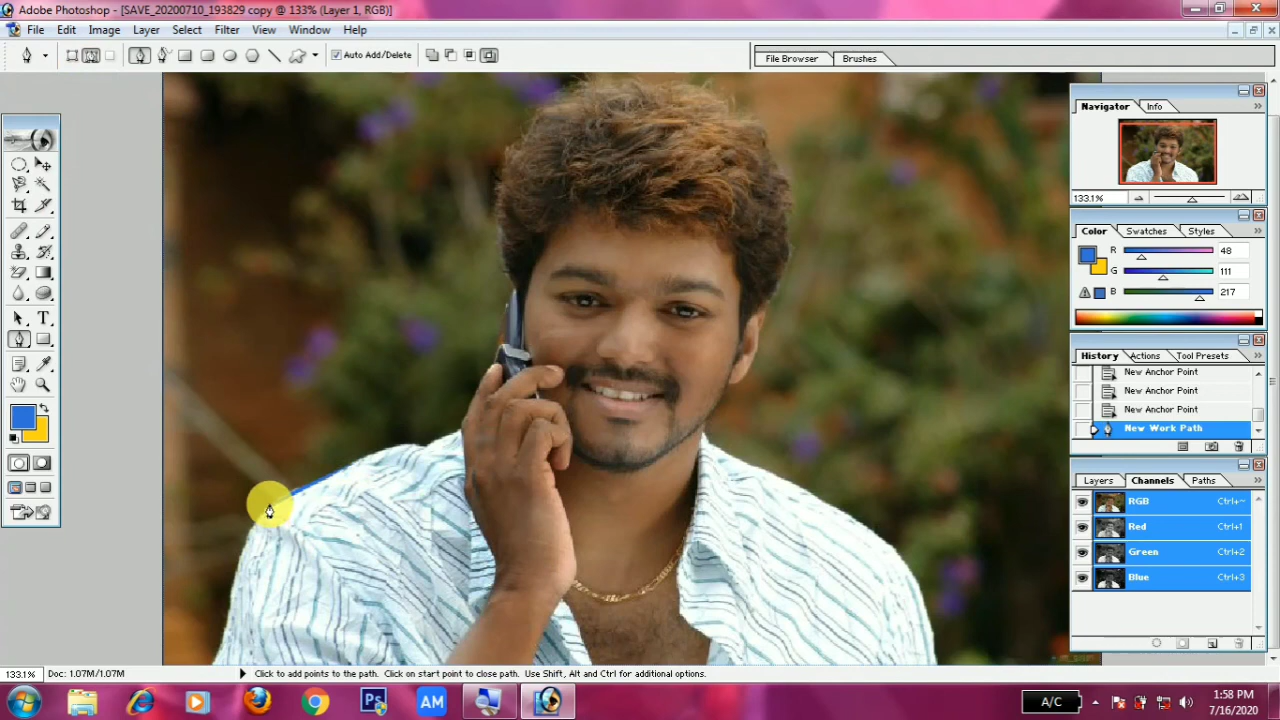 Adobe Photoshop - [SAVE_20200710_193829 copy @ 133% (Layer 1, RGB)]
File Edit Image Layer Select Filter View Window Help
Auto Add/Delete
File Browser Brushes
Navigator Info
133.1%
Color Swatches Styles
R 48
G 111
B 217
T
History Actions Tool Presets
New Anchor Point
New Anchor Point
New Anchor Point
New Work Path
Layers Channels Paths
RGB Ctrl+~
Red Ctrl+1
Green Ctrl+2
Blue Ctrl+3
133.1% Doc: 1.07M/1.07M Click to add points to the path. Click on start point to close path. Use Shift, Alt and Ctrl for additional options.
Ps AM A/C 1:58 PM
7/16/2020